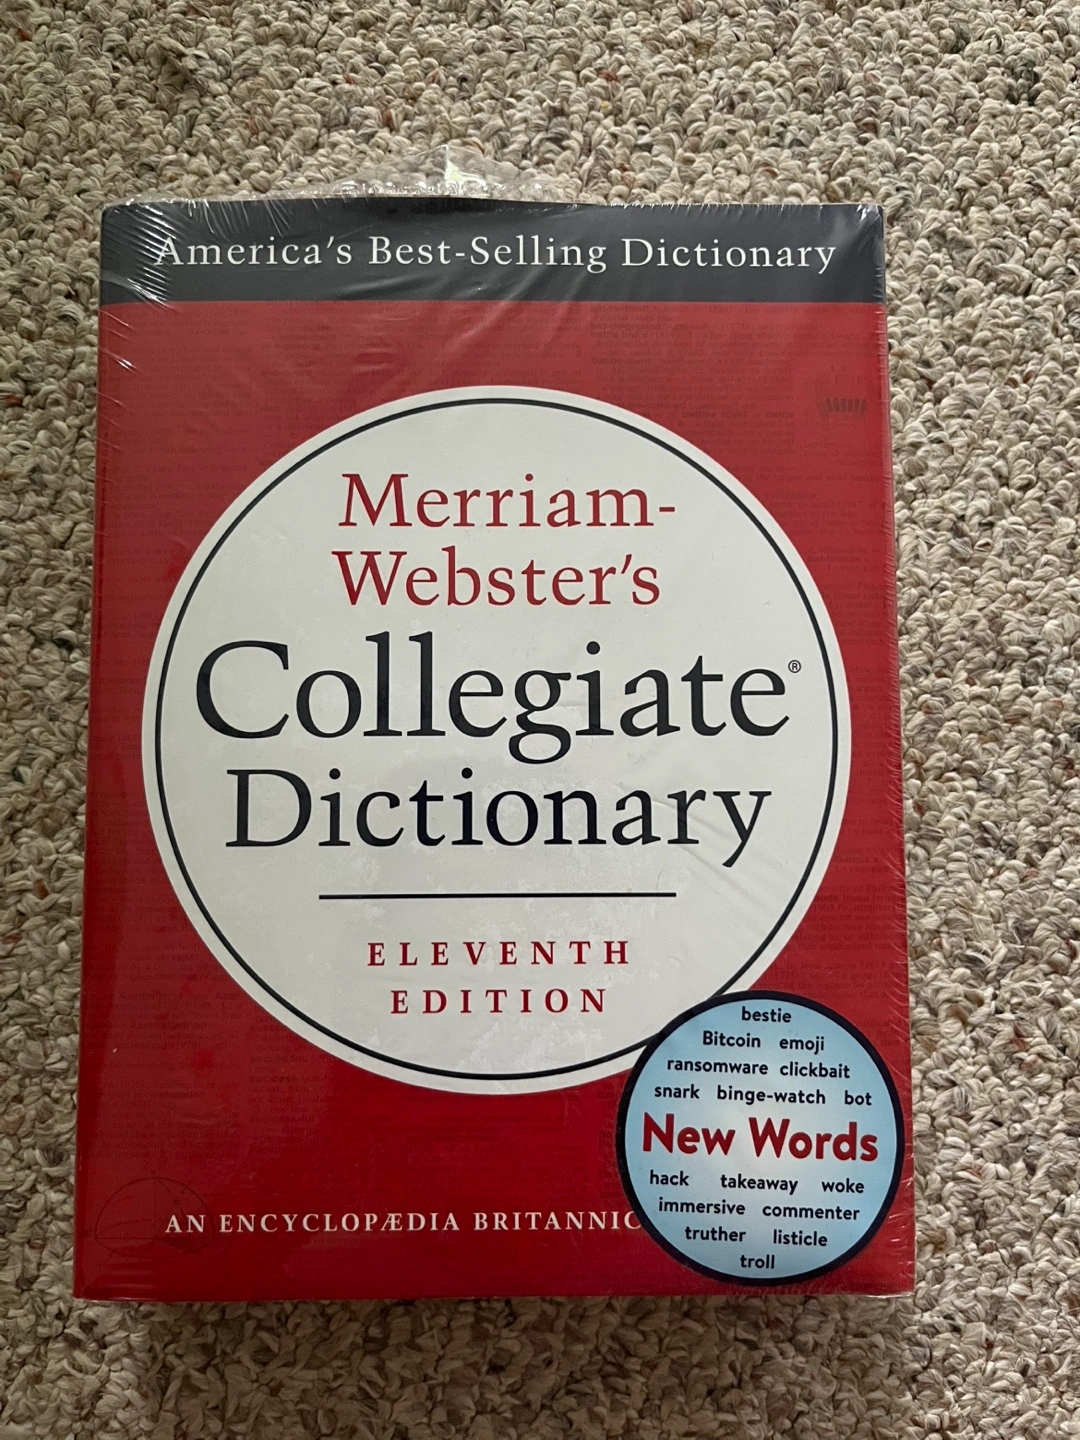 America's Best-Selling Dictionary
Merriam-
Webster's
Collegiate®
Dictionary
ELEVENTH
EDITION
AN ENCYCLOPÆDIA BRITANNIC
bestie
Bitcoin emoji
ransomware clickbait
snark binge-watch bot
New Words
hack takeaway woke
immersive commenter
truther listicle
troll